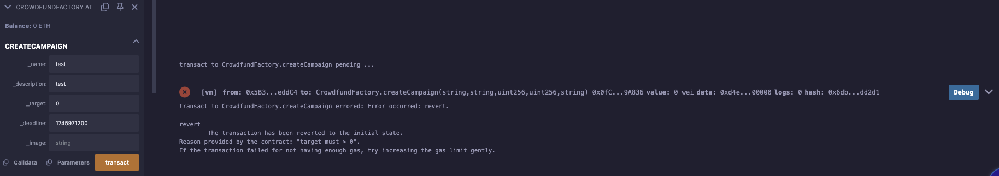 CROWDFUNDFACTORY AT
Balance: 0 ETH
CREATECAMPAIGN
_name: test
_description: test
_target: 0
_deadline: 1745971200
_image: string
Calldata Parameters transact
transact to CrowdfundFactory.createCampaign pending ...
[vm] from: 0x5B3...eddC4 to: CrowdfundFactory.createCampaign(string,string,uint256,uint256,string) 0x0fC...9A836 value: 0 wei data: 0xd4e...00000 logs: 0 hash: 0x6db...dd2d1
Debug
transact to CrowdfundFactory.createCampaign errored: Error occurred: revert.
revert
The transaction has been reverted to the initial state.
Reason provided by the contract: "target must > 0".
If the transaction failed for not having enough gas, try increasing the gas limit gently.